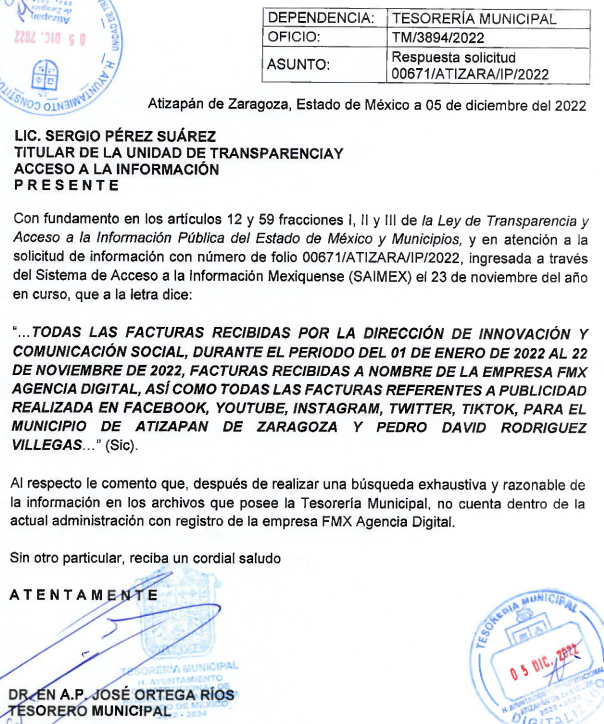 DEPENDENCIA: TESORERÍA MUNICIPAL
OFICIO: TM/3894/2022
ASUNTO: Respuesta solicitud
00671/ATIZARA/IP/2022
05 DIC. 2022
H. AYUNTAMIENTO CONSTITU
Atizapán de Zaragoza, Estado de México a 05 de diciembre del 2022
LIC. SERGIO PÉREZ SUÁREZ
TITULAR DE LA UNIDAD DE TRANSPARENCIAY
ACCESO A LA INFORMACIÓN
P R E S E N T E
Con fundamento en los artículos 12 y 59 fracciones I, II y III de la Ley de Transparencia y
Acceso a la Información Pública del Estado de México y Municipios, y en atención a la
solicitud de información con número de folio 00671/ATIZARA/IP/2022, ingresada a través
del Sistema de Acceso a la Información Mexiquense (SAIMEX) el 23 de noviembre del año
en curso, que a la letra dice:
“...TODAS LAS FACTURAS RECIBIDAS POR LA DIRECCIÓN DE INNOVACIÓN Y
COMUNICACIÓN SOCIAL, DURANTE EL PERIODO DEL 01 DE ENERO DE 2022 AL 22
DE NOVIEMBRE DE 2022, FACTURAS RECIBIDAS A NOMBRE DE LA EMPRESA FMX
AGENCIA DIGITAL, ASÍ COMO TODAS LAS FACTURAS REFERENTES A PUBLICIDAD
REALIZADA EN FACEBOOK, YOUTUBE, INSTAGRAM, TWITTER, TIKTOK, PARA EL
MUNICIPIO DE ATIZAPAN DE ZARAGOZA Y PEDRO DAVID RODRIGUEZ
VILLEGAS...” (Sic).
Al respecto le comento que, después de realizar una búsqueda exhaustiva y razonable de
la información en los archivos que posee la Tesorería Municipal, no cuenta dentro de la
actual administración con registro de la empresa FMX Agencia Digital.
Sin otro particular, reciba un cordial saludo
A T E N T A M E N T E
TESORERIA MUNICIPAL
H. AYUNTAMIENTO
2022 - 2024
DR. EN A.P. JOSÉ ORTEGA RÍOS
TESORERO MUNICIPAL
TESORERIA MUNICIPAL
05 DIC. 2022